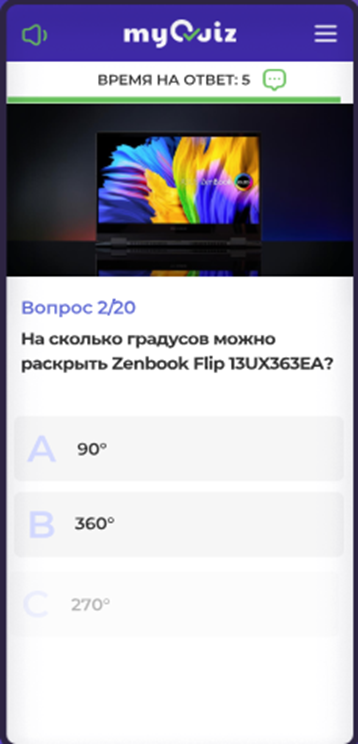 myQuiz
ВРЕМЯ НА ОТВЕТ: 5
Вопрос 2/20
На сколько градусов можно
раскрыть Zenbook Flip 13UX363EA?
A 90°
B 360°
C 270°